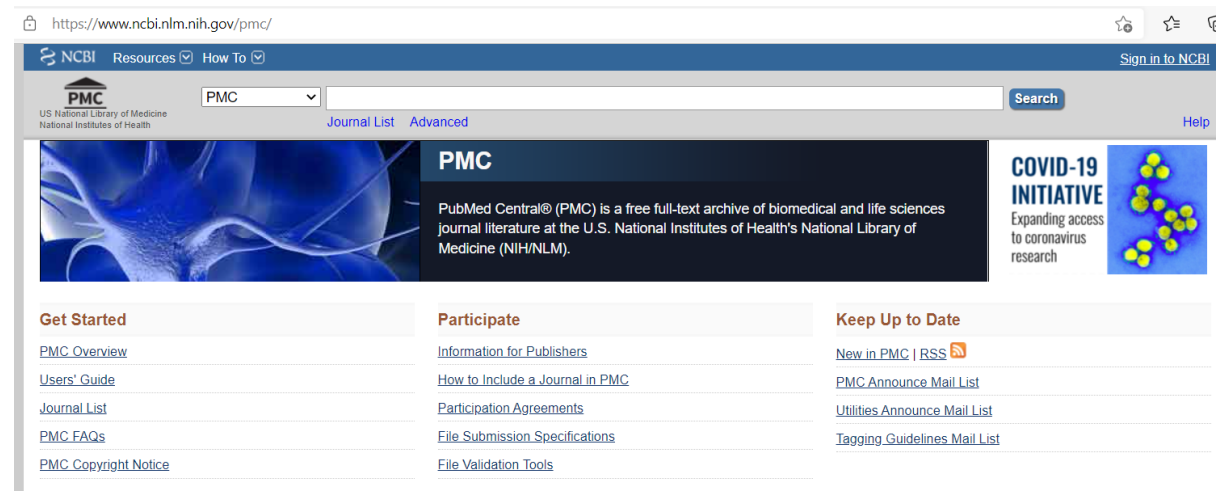 https://www.ncbi.nlm.nih.gov/pmc/
NCBI Resources How To Sign in to NCBI
PMC
US National Library of Medicine
National Institutes of Health
PMC Search
Journal List Advanced Help
PMC
PubMed Central® (PMC) is a free full-text archive of biomedical and life sciences
journal literature at the U.S. National Institutes of Health's National Library of
Medicine (NIH/NLM).
COVID-19
INITIATIVE
Expanding access
to coronavirus
research
Get Started
PMC Overview
Users' Guide
Journal List
PMC FAQs
PMC Copyright Notice
Participate
Information for Publishers
How to Include a Journal in PMC
Participation Agreements
File Submission Specifications
File Validation Tools
Keep Up to Date
New in PMC | RSS
PMC Announce Mail List
Utilities Announce Mail List
Tagging Guidelines Mail List